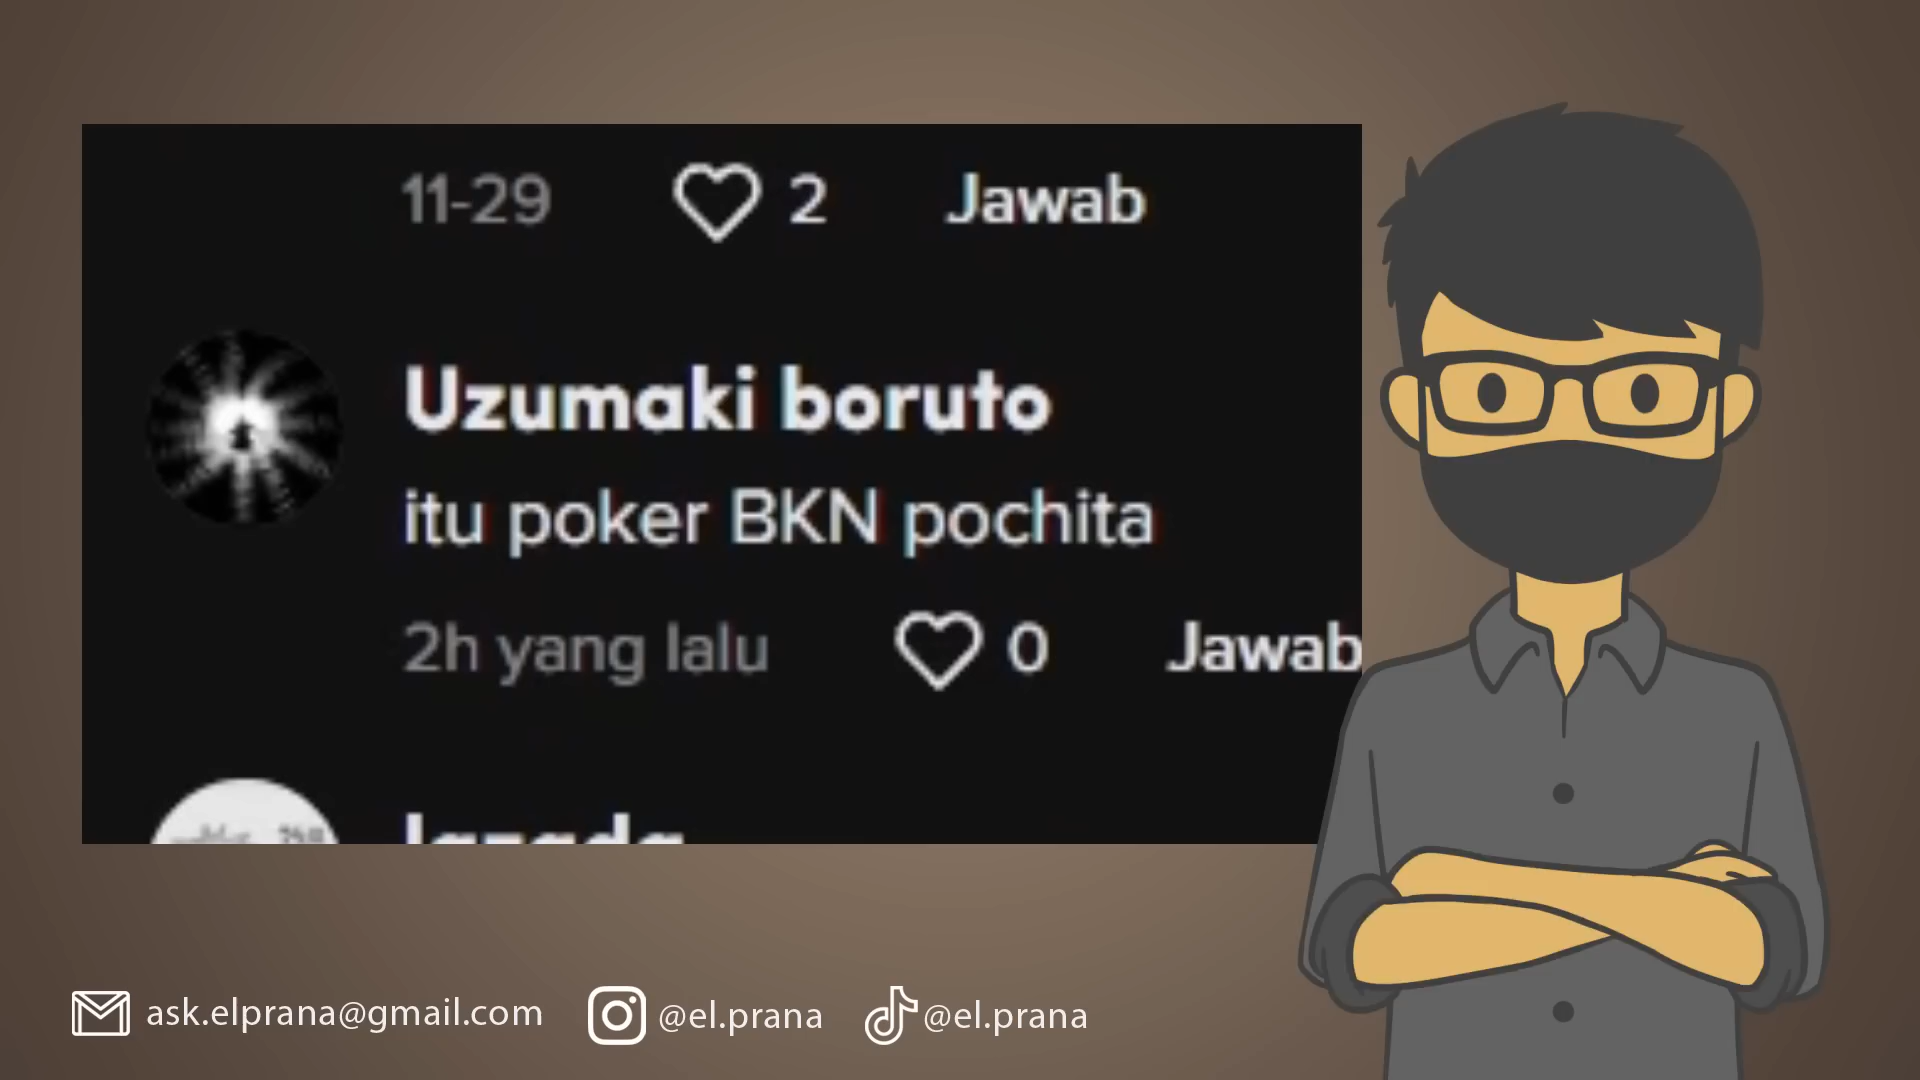 11-29 2 Jawab
Uzumaki boruto
itu poker BKN pochita
2h yang lalu 0 Jawab
ask.elprana@gmail.com @el.prana @el.prana